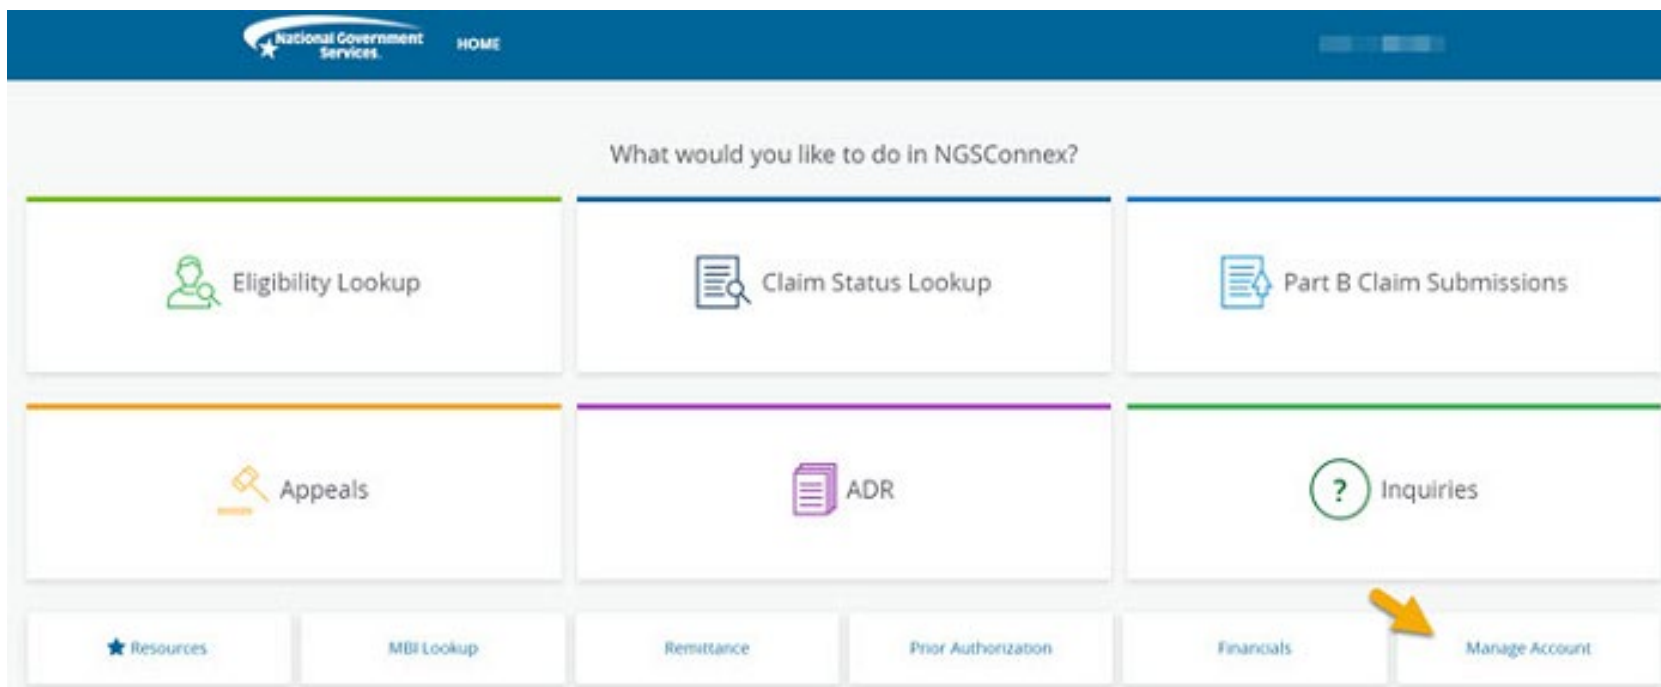 National Government
Services.
HOME
What would you like to do in NGSConnex?
Eligibility Lookup
Claim Status Lookup
Part B Claim Submissions
Appeals
ADR
? Inquiries
Resources
MBI Lookup
Remittance
Prior Authorization
Financials
Manage Account